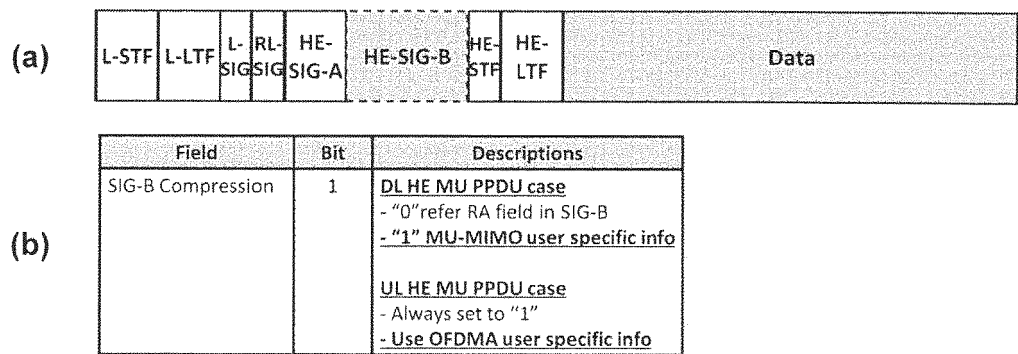 (a)
L-STF L-LTF L-SIG RL-SIG HE-SIG-A HE-SIG-B HE-STF HE-LTF Data
(b)
Field Bit Descriptions
SIG-B Compression 1 DL HE MU PPDU case
- “0”refer RA field in SIG-B
- “1” MU-MIMO user specific info
UL HE MU PPDU case
- Always set to “1”
- Use OFDMA user specific info